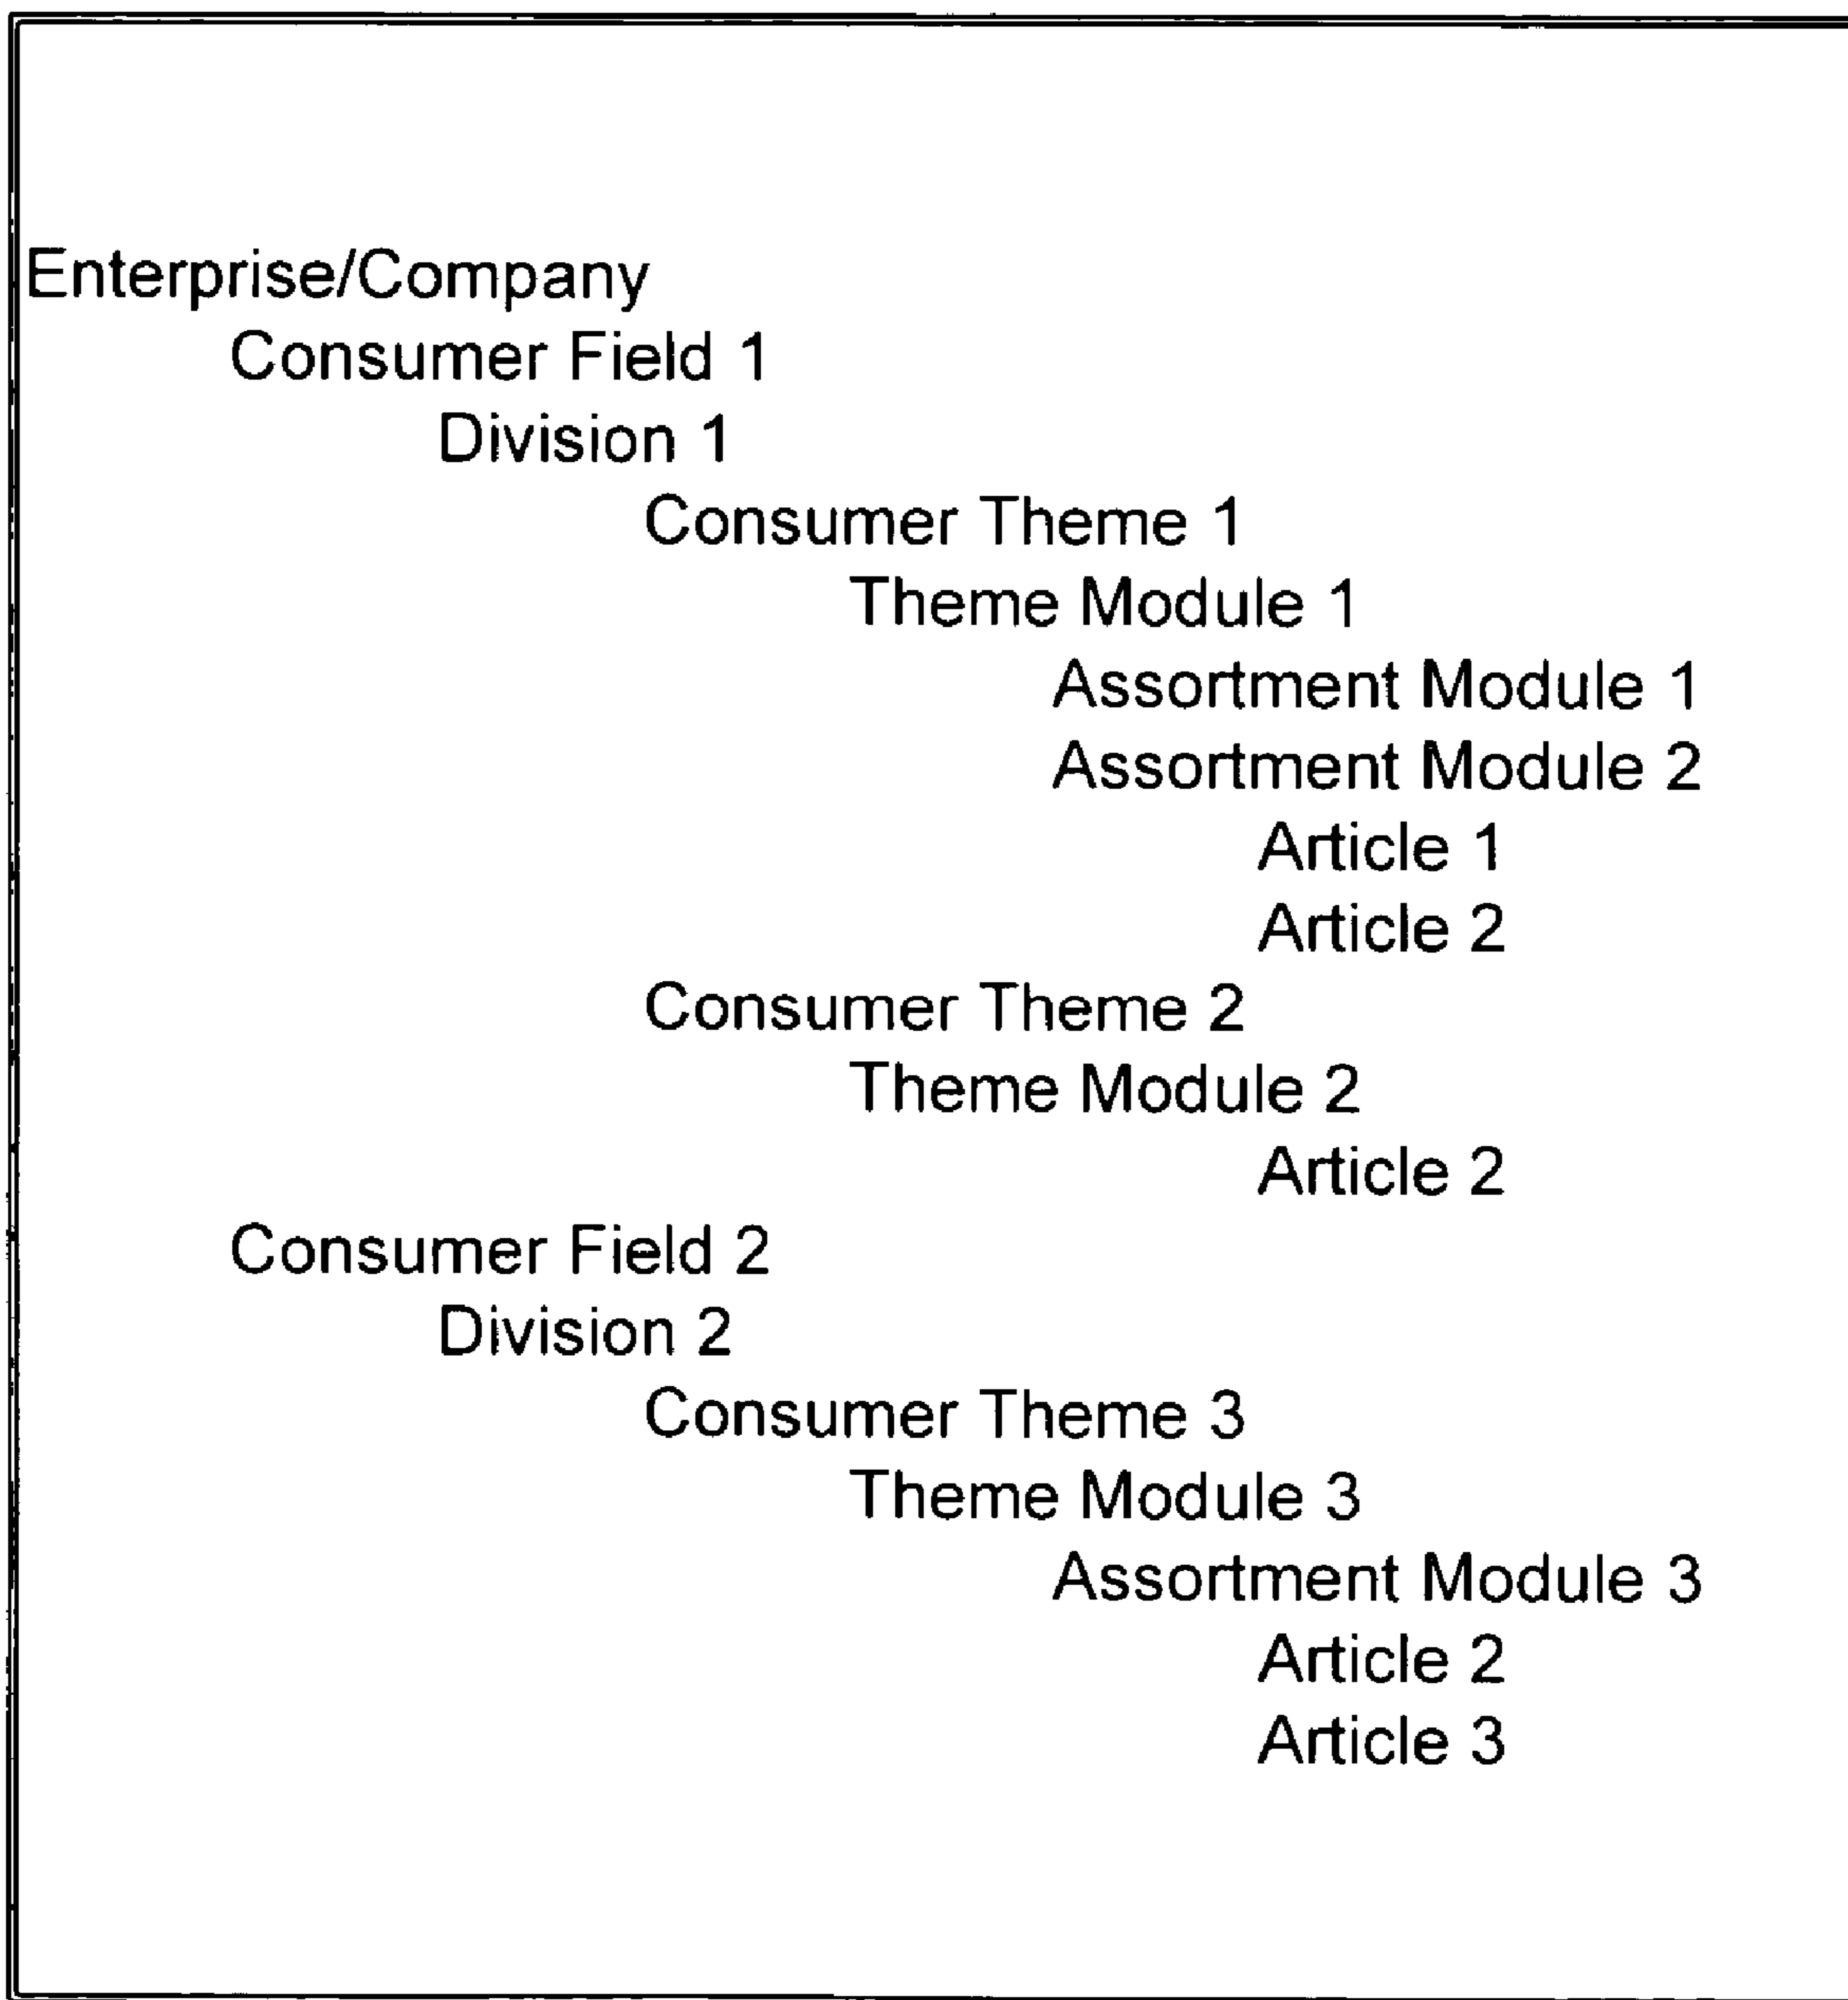 Enterprise/Company
Consumer Field 1
Division 1
Consumer Theme 1
Theme Module 1
Assortment Module 1
Assortment Module 2
Article 1
Article 2
Consumer Theme 2
Theme Module 2
Article 2
Consumer Field 2
Division 2
Consumer Theme 3
Theme Module 3
Assortment Module 3
Article 2
Article 3